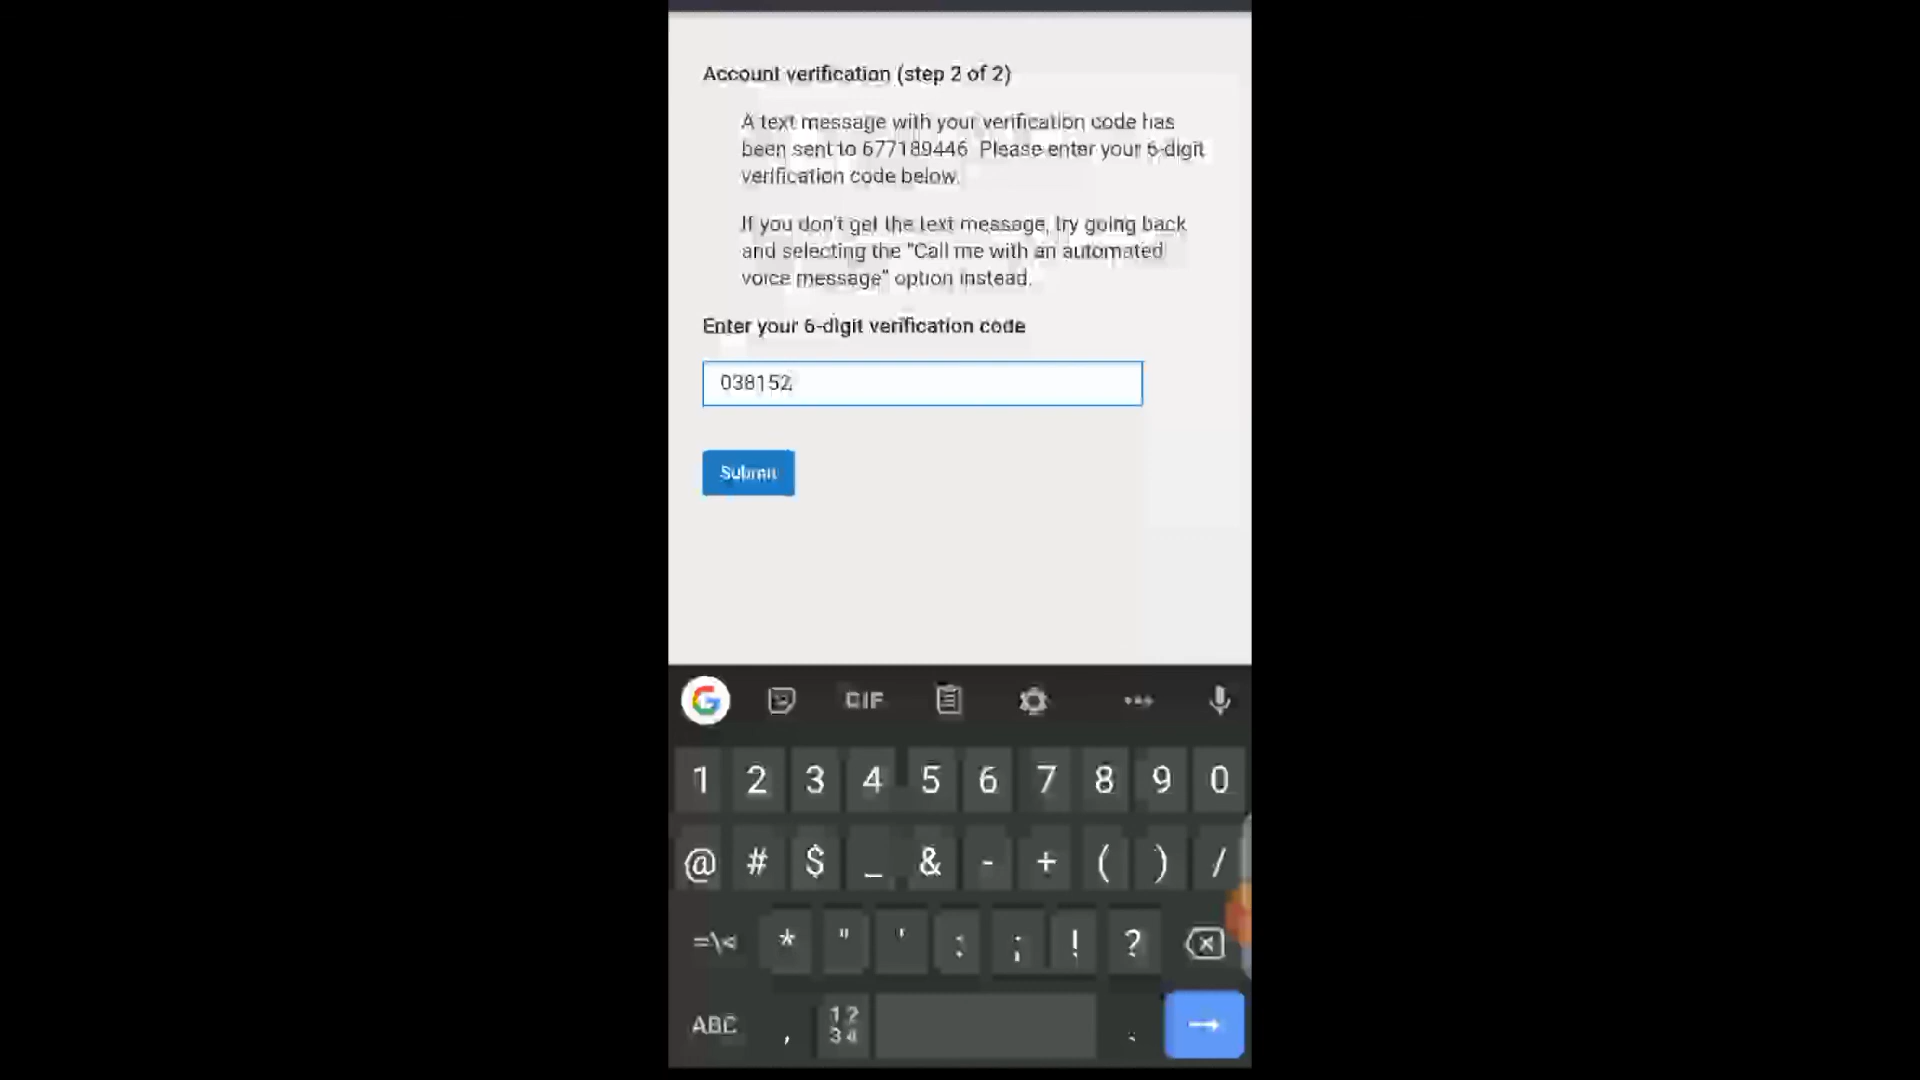 Account verification (step 2 of 2)
A text message with your verification code has
been sent to 677189446. Please enter your 6-digit
verification code below.
If you don't get the text message, try going back
and selecting the "Call me with an automated
voice message" option instead.
Enter your 6-digit verification code
038152
Submit
G GIF
1 2 3 4 5 6 7 8 9 0
@ # $ _ & - + ( ) /
=\< * " ' : ; ! ?
ABC , 12 .
34